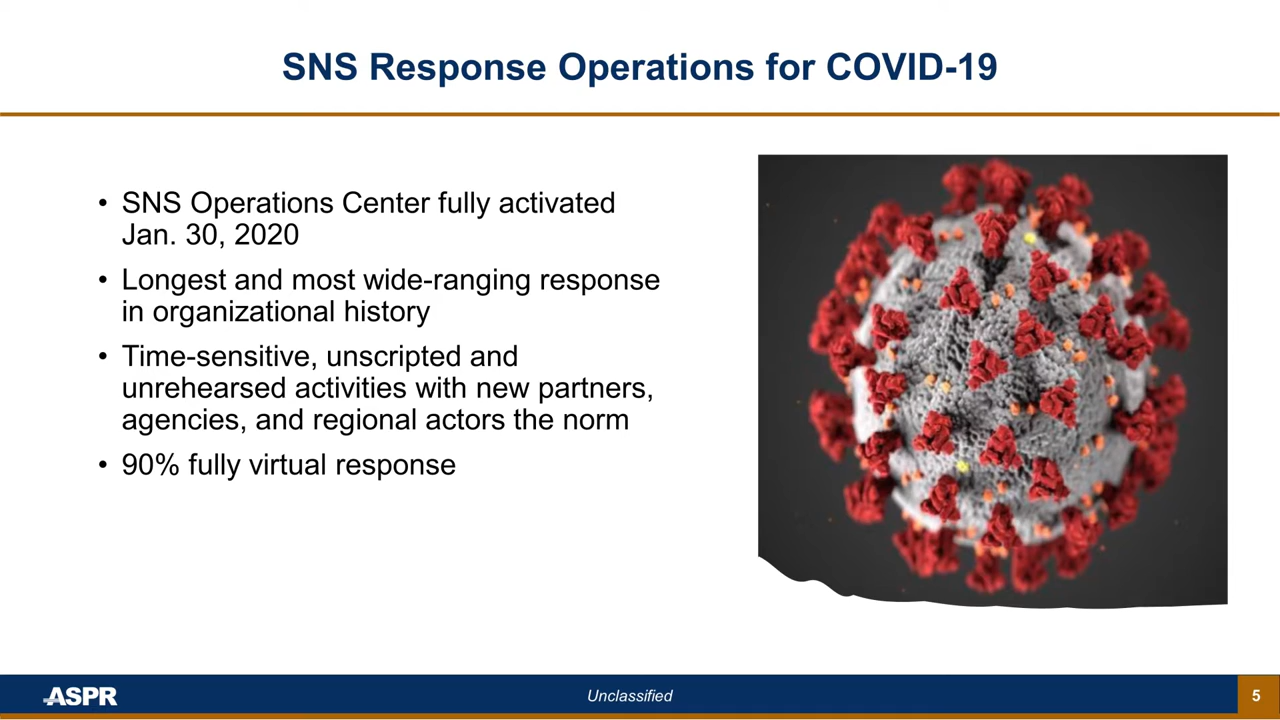 SNS Response Operations for COVID-19
• SNS Operations Center fully activated
Jan. 30, 2020
• Longest and most wide-ranging response
in organizational history
• Time-sensitive, unscripted and
unrehearsed activities with new partners,
agencies, and regional actors the norm
• 90% fully virtual response
ASPR
Unclassified
5